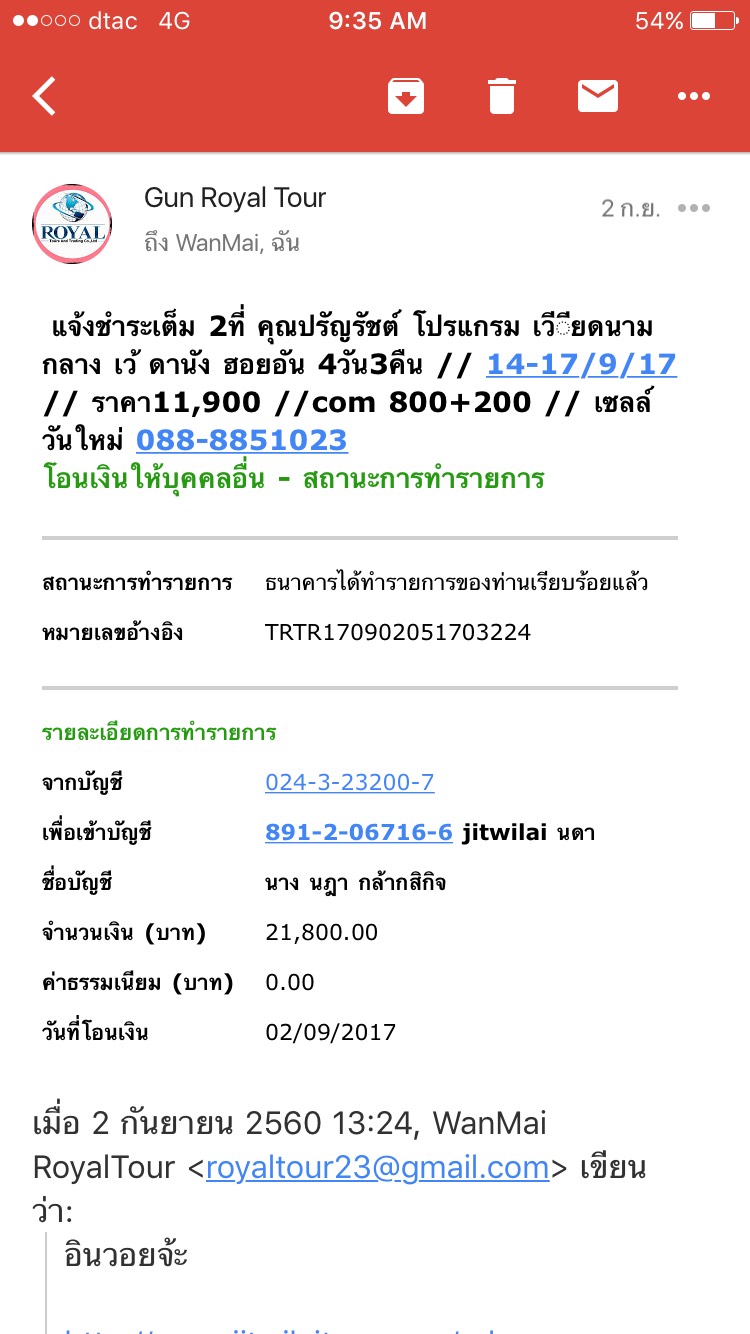 dtac 4G 9:35 AM 54%
Gun Royal Tour
2 ก.ย.
ROYAL
Tours And Trading Co.,Ltd
ถึง WanMai, ฉัน
แจ้งชำระเต็ม 2ที่ คุณปรัญรัชต์ โปรแกรม เวีียดนาม
กลาง เว้ ดานัง ฮอยอัน 4วัน3คืน // 14-17/9/17
// ราคา11,900 //com 800+200 // เซลล์
วันใหม่ 088-8851023
โอนเงินให้บุคคลอื่น - สถานะการทำรายการ
สถานะการทำรายการ ธนาคารได้ทำรายการของท่านเรียบร้อยแล้ว
หมายเลขอ้างอิง TRTR170902051703224
รายละเอียดการทำรายการ
จากบัญชี 024-3-23200-7
เพื่อเข้าบัญชี 891-2-06716-6 jitwilai นดา
ชื่อบัญชี นาง นฎา กล้ากสิกิจ
จำนวนเงิน (บาท) 21,800.00
ค่าธรรมเนียม (บาท) 0.00
วันที่โอนเงิน 02/09/2017
เมื่อ 2 กันยายน 2560 13:24, WanMai
RoyalTour <royaltour23@gmail.com> เขียน
ว่า:
อินวอยจ้ะ